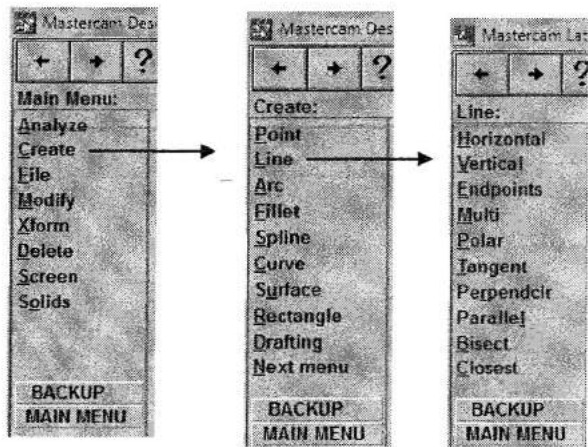 Mastercam Des
?
Main Menu:
Analyze
Create
File
Modify
Xform
Delete
Screen
Solids
BACKUP
MAIN MENU
Mastercam Des
?
Create:
Point
Line
Arc
Fillet
Spline
Curve
Surface
Rectangle
Drafting
Next menu
BACKUP
MAIN MENU
Mastercam Lat
?
Line:
Horizontal
Vertical
Endpoints
Multi
Polar
Tangent
Perpendclr
Parallel
Bisect
Closest
BACKUP
MAIN MENU